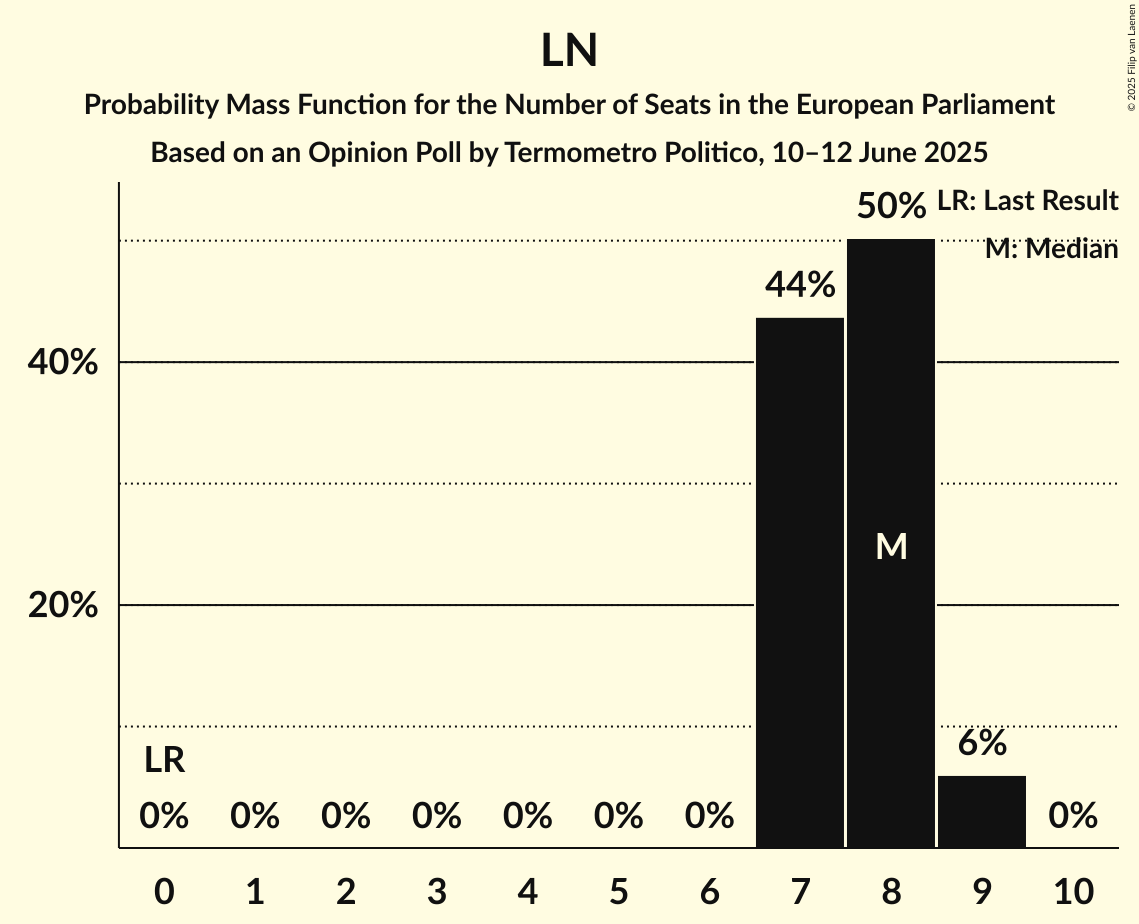 LN
Probability Mass Function for the Number of Seats in the European Parliament
Based on an Opinion Poll by Termometro Politico, 10–12 June 2025
© 2025 Filip van Laenen
LR: Last Result
M: Median
50%
44%
40%
M
20%
6%
LR
0% 0% 0% 0% 0% 0% 0% 0%
0 1 2 3 4 5 6 7 8 9 10